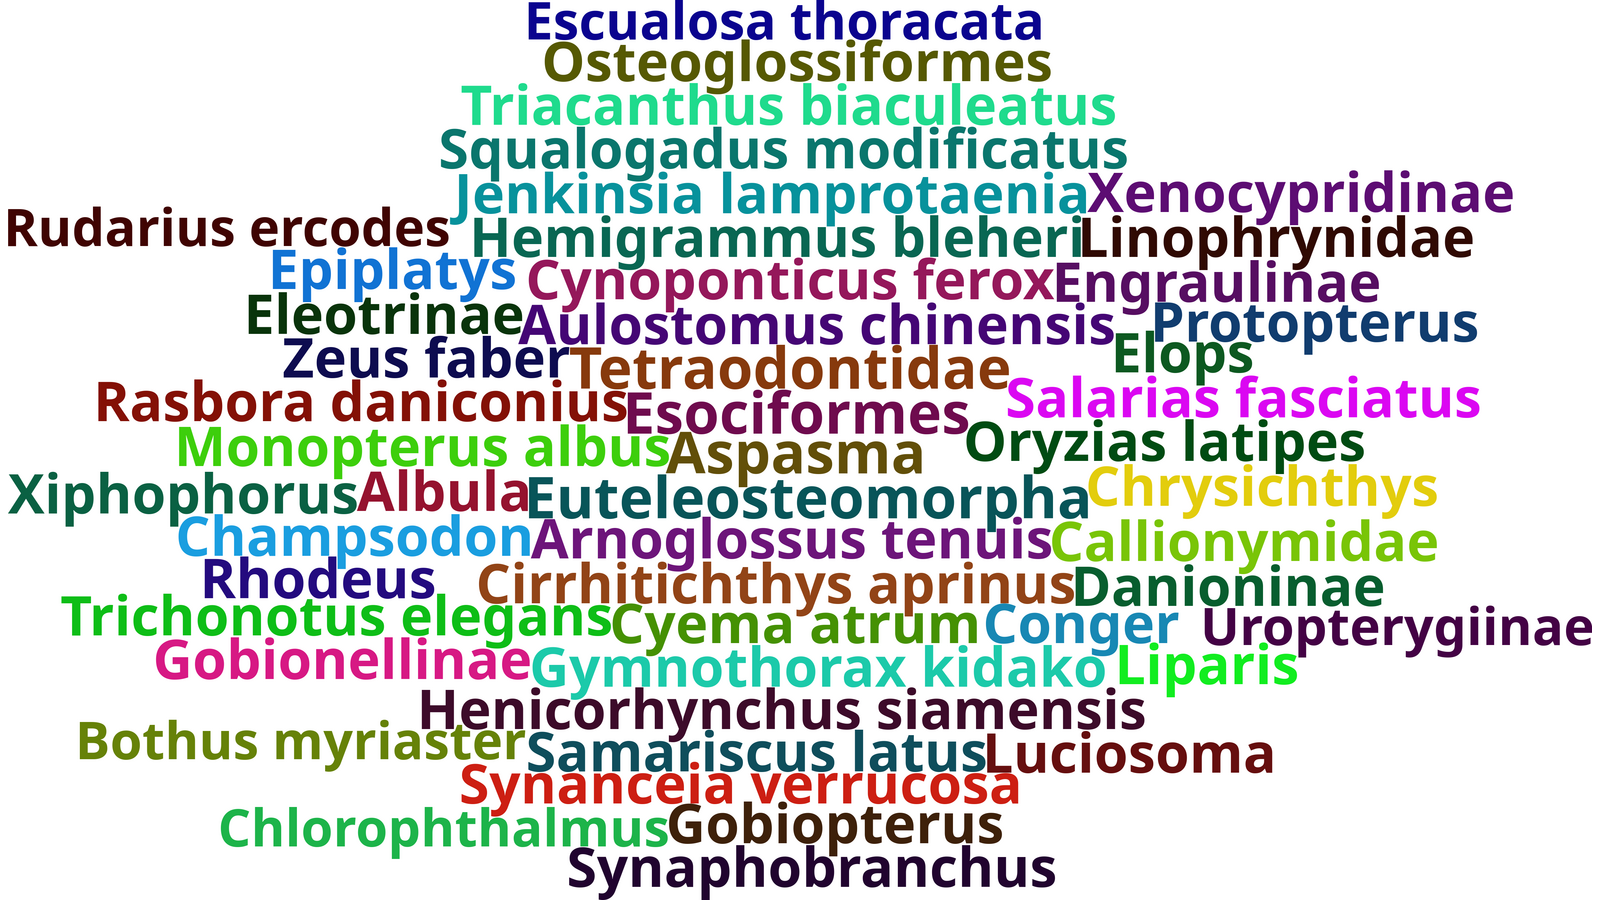 Escualosa thoracata
Osteoglossiformes
Triacanthus biaculeatus
Squalogadus modificatus
Jenkinsia lamprotaenia Xenocypridinae
Rudarius ercodes Hemigrammus bleheri Linophrynidae
Epiplatys Cynoponticus ferox Engraulinae
Eleotrinae Aulostomus chinensis Protopterus
Zeus faber Tetraodontidae Elops
Rasbora daniconius Esociformes Salarias fasciatus
Monopterus albus Aspasma Oryzias latipes
Xiphophorus Albula Euteleosteomorpha Chrysichthys
Champsodon Arnoglossus tenuis Callionymidae
Rhodeus Cirrhitichthys aprinus Danioninae
Trichonotus elegans Cyema atrum Conger Uropterygiinae
Gobionellinae Gymnothorax kidako Liparis
Henicorhynchus siamensis
Bothus myriaster Samariscus latus Luciosoma
Synanceia verrucosa
Chlorophthalmus Gobiopterus
Synaphobranchus